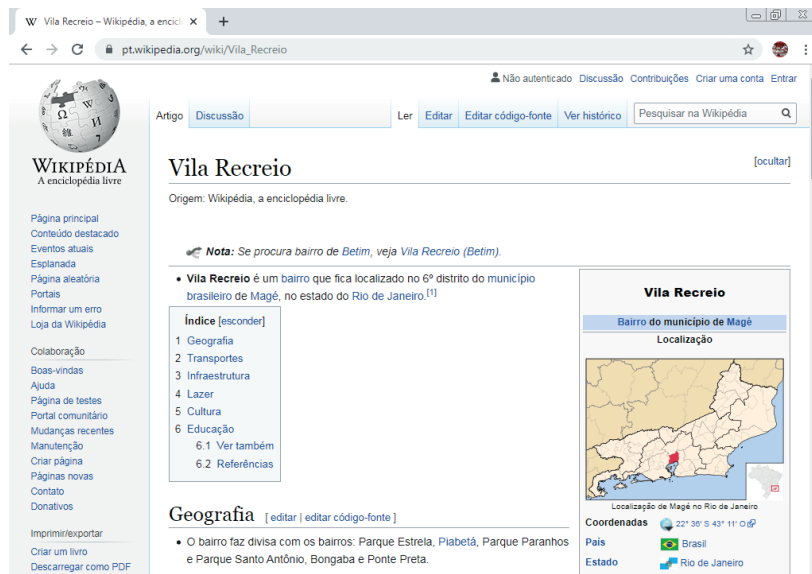 Vila Recreio – Wikipédia, a encicl
pt.wikipedia.org/wiki/Vila_Recreio
Não autenticado Discussão Contribuições Criar uma conta Entrar
Artigo Discussão Ler Editar Editar código-fonte Ver histórico Pesquisar na Wikipédia
WIKIPÉDIA
A enciclopédia livre
Página principal
Conteúdo destacado
Eventos atuais
Esplanada
Página aleatória
Portais
Informar um erro
Loja da Wikipédia
Colaboração
Boas-vindas
Ajuda
Página de testes
Portal comunitário
Mudanças recentes
Manutenção
Criar página
Páginas novas
Contato
Donativos
Imprimir/exportar
Criar um livro
Descarregar como PDF
Vila Recreio
[ocultar]
Origem: Wikipédia, a enciclopédia livre.
Nota: Se procura bairro de Betim, veja Vila Recreio (Betim).
• Vila Recreio é um bairro que fica localizado no 6º distrito do município
brasileiro de Magé, no estado do Rio de Janeiro.[1]
Índice [esconder]
1 Geografia
2 Transportes
3 Infraestrutura
4 Lazer
5 Cultura
6 Educação
6.1 Ver também
6.2 Referências
Geografia [ editar | editar código-fonte ]
• O bairro faz divisa com os bairros: Parque Estrela, Piabetá, Parque Paranhos
e Parque Santo Antônio, Bongaba e Ponte Preta.
Vila Recreio
Bairro do município de Magé
Localização
Localização de Magé no Rio de Janeiro
Coordenadas 22° 36' S 43° 11' O
País Brasil
Estado Rio de Janeiro